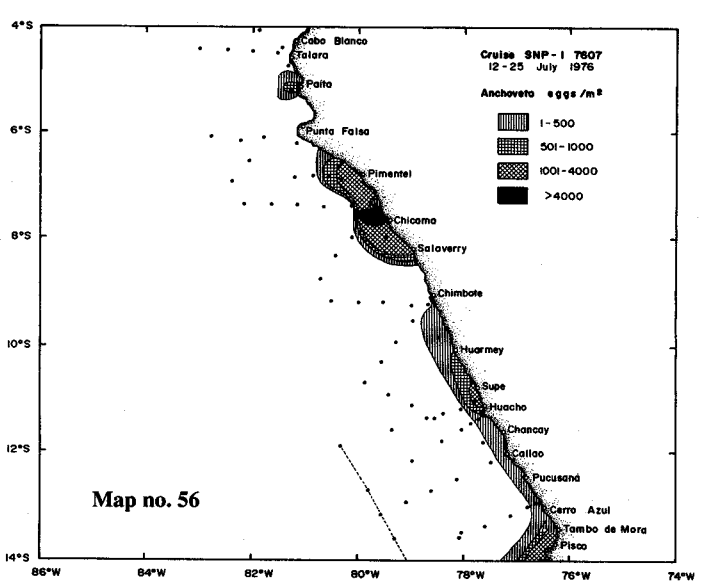 4°S
Cabo Blanco
Talara
Paita
Cruise SNP-I 7607
12-25 July 1976
Anchoveta eggs/m²
1-500
501-1000
1001-4000
>4000
6°S
Punta Falsa
Pimentel
Chicama
8°S
Salaverry
Chimbote
10°S
Huarmey
Supe
Huacho
Chancay
12°S
Callao
Pucusana
Map no. 56
Cerro Azul
Tambo de Mora
Pisco
14°S
86°W
84°W
82°W
80°W
78°W
76°W
74°W